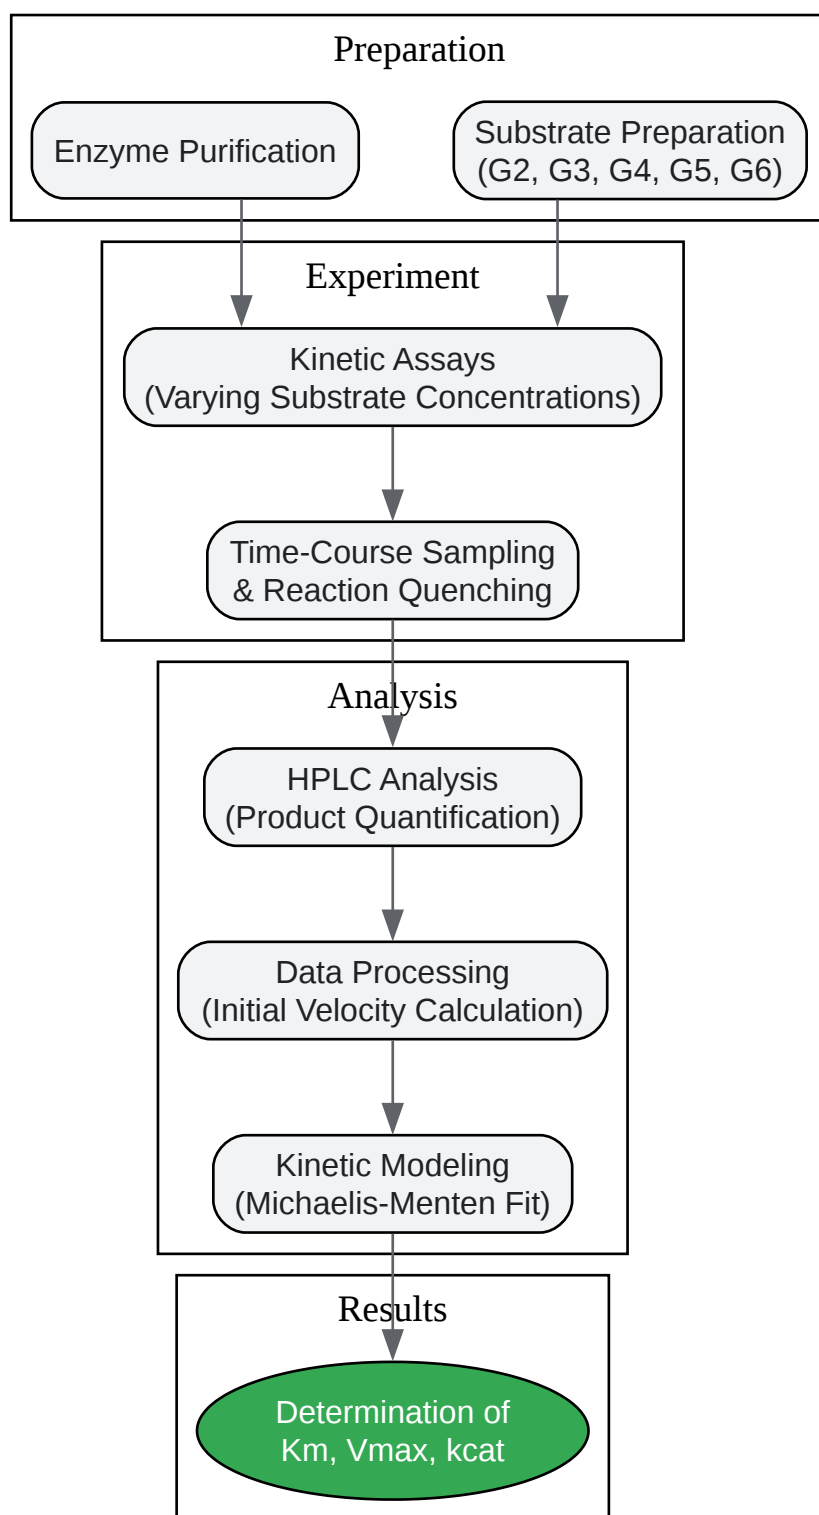 Preparation
Enzyme Purification
Substrate Preparation
(G2, G3, G4, G5, G6)
Experiment
Kinetic Assays
(Varying Substrate Concentrations)
Time-Course Sampling
& Reaction Quenching
Analysis
HPLC Analysis
(Product Quantification)
Data Processing
(Initial Velocity Calculation)
Kinetic Modeling
(Michaelis-Menten Fit)
Results
Determination of
Km, Vmax, kcat